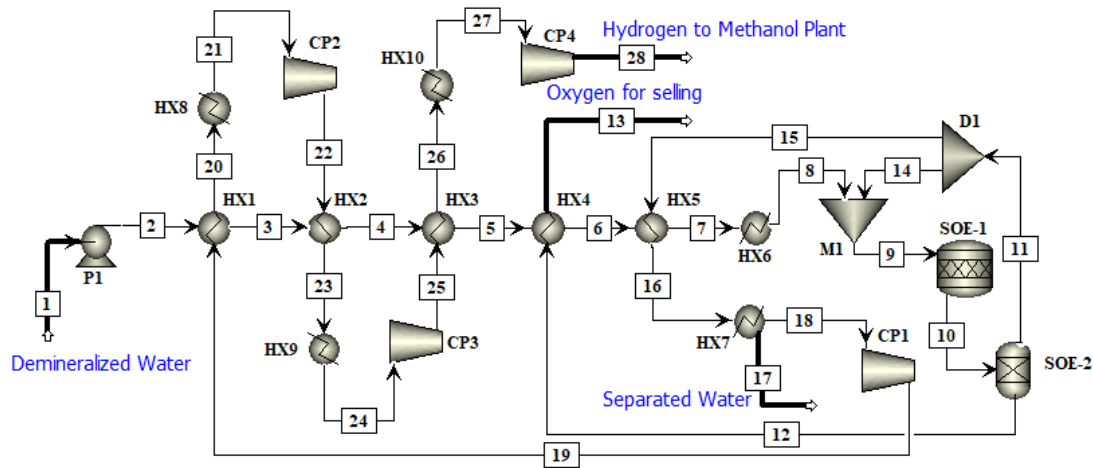 27
Hydrogen to Methanol Plant
21
CP2
CP4
HX10
28
Oxygen for selling
HX8
13
D1
15
22
26
8
14
20
HX1
HX2
HX3
HX4
HX5
2
3
4
5
6
7
SOE-1
11
HX6
M1
9
P1
23
25
16
1
10
18
CP1
HX9
CP3
HX7
SOE-2
Demineralized Water
17
24
Separated Water
12
19